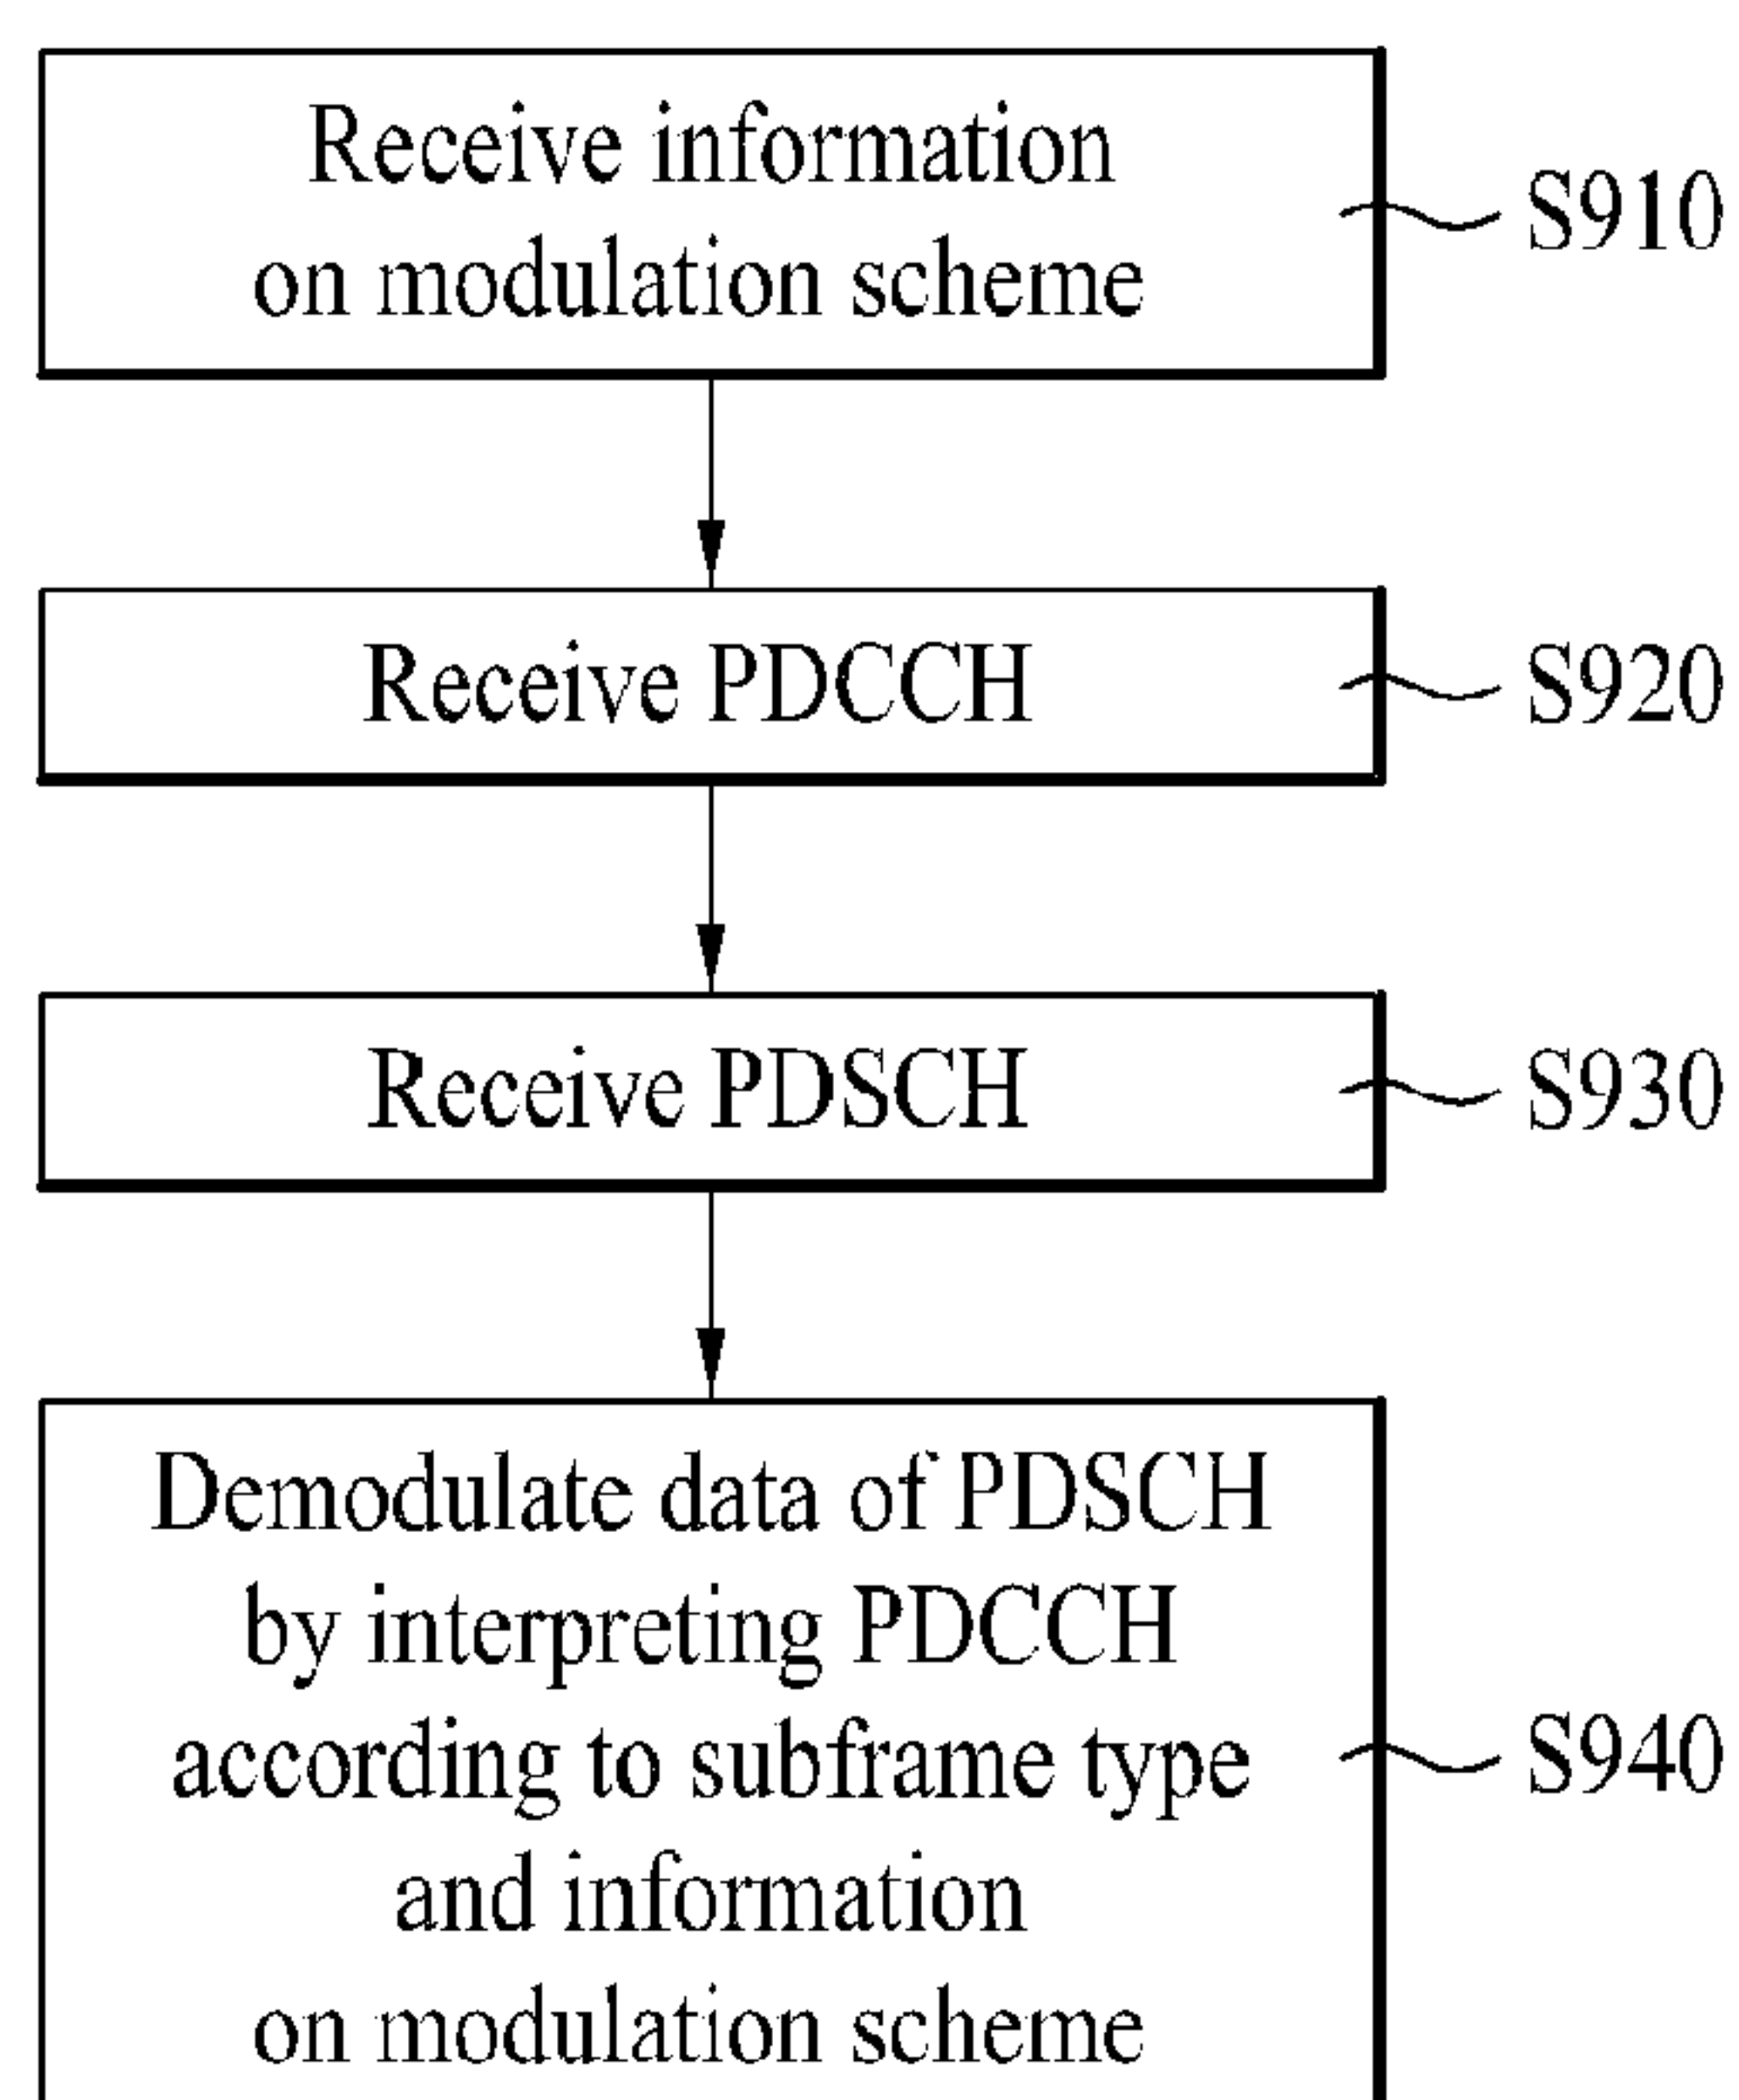 Receive information
on modulation scheme
S910
Receive PDCCH
S920
Receive PDSCH
S930
Demodulate data of PDSCH
by interpreting PDCCH
according to subframe type
and information
on modulation scheme
S940